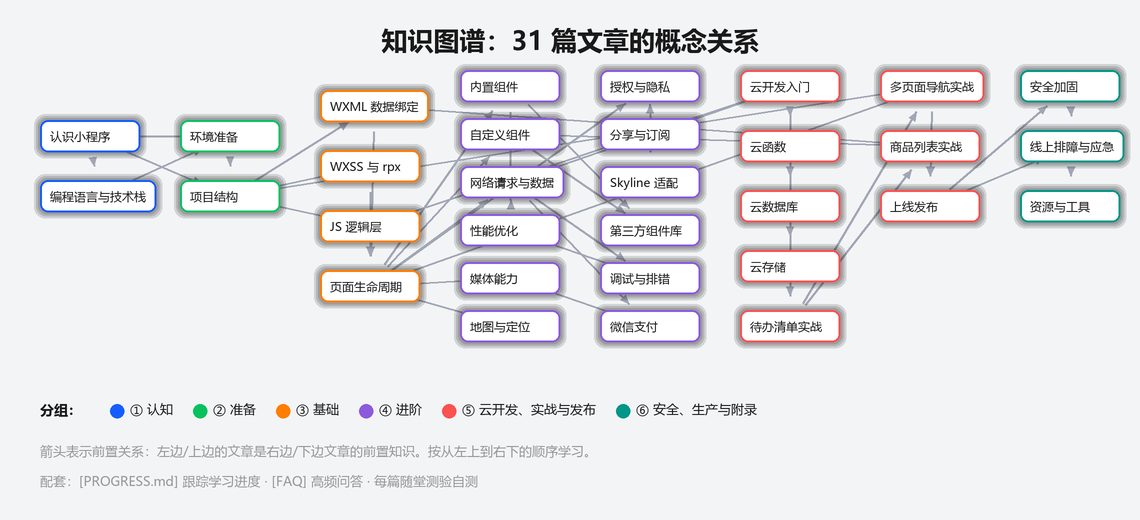 知识图谱：31 篇文章的概念关系
认识小程序
编程语言与技术栈
环境准备
项目结构
WXML 数据绑定
WXSS 与 rpx
JS 逻辑层
页面生命周期
内置组件
自定义组件
网络请求与数据
性能优化
媒体能力
地图与定位
授权与隐私
分享与订阅
Skyline 适配
第三方组件库
调试与排错
微信支付
云开发入门
云函数
云数据库
云存储
待办清单实战
多页面导航实战
商品列表实战
上线发布
安全加固
线上排障与应急
资源与工具
分组：
① 认知
② 准备
③ 基础
④ 进阶
⑤ 云开发、实战与发布
⑥ 安全、生产与附录
箭头表示前置关系：左边/上边的文章是右边/下边文章的前置知识。按从左上到右下的顺序学习。
配套：[PROGRESS.md] 跟踪学习进度 · [FAQ] 高频问答 · 每篇随堂测验自测